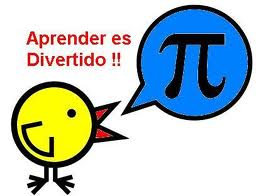 Aprender es
Divertido !!
π